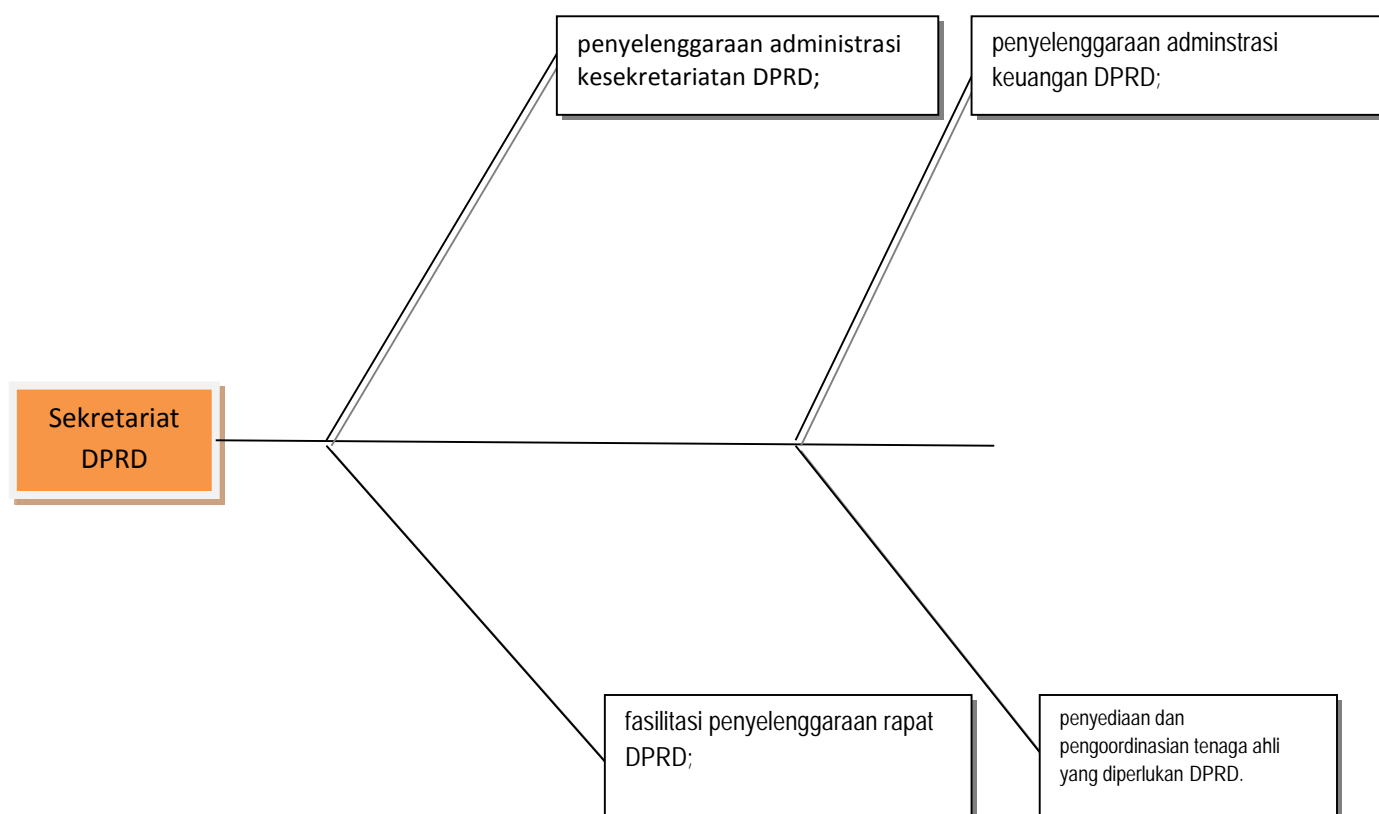 penyelenggaraan administrasi
kesekretariatan DPRD;
penyelenggaraan adminstrasi
keuangan DPRD;
Sekretariat
DPRD
fasilitasi penyelenggaraan rapat
DPRD;
penyediaan dan
pengoordinasian tenaga ahli
yang diperlukan DPRD.